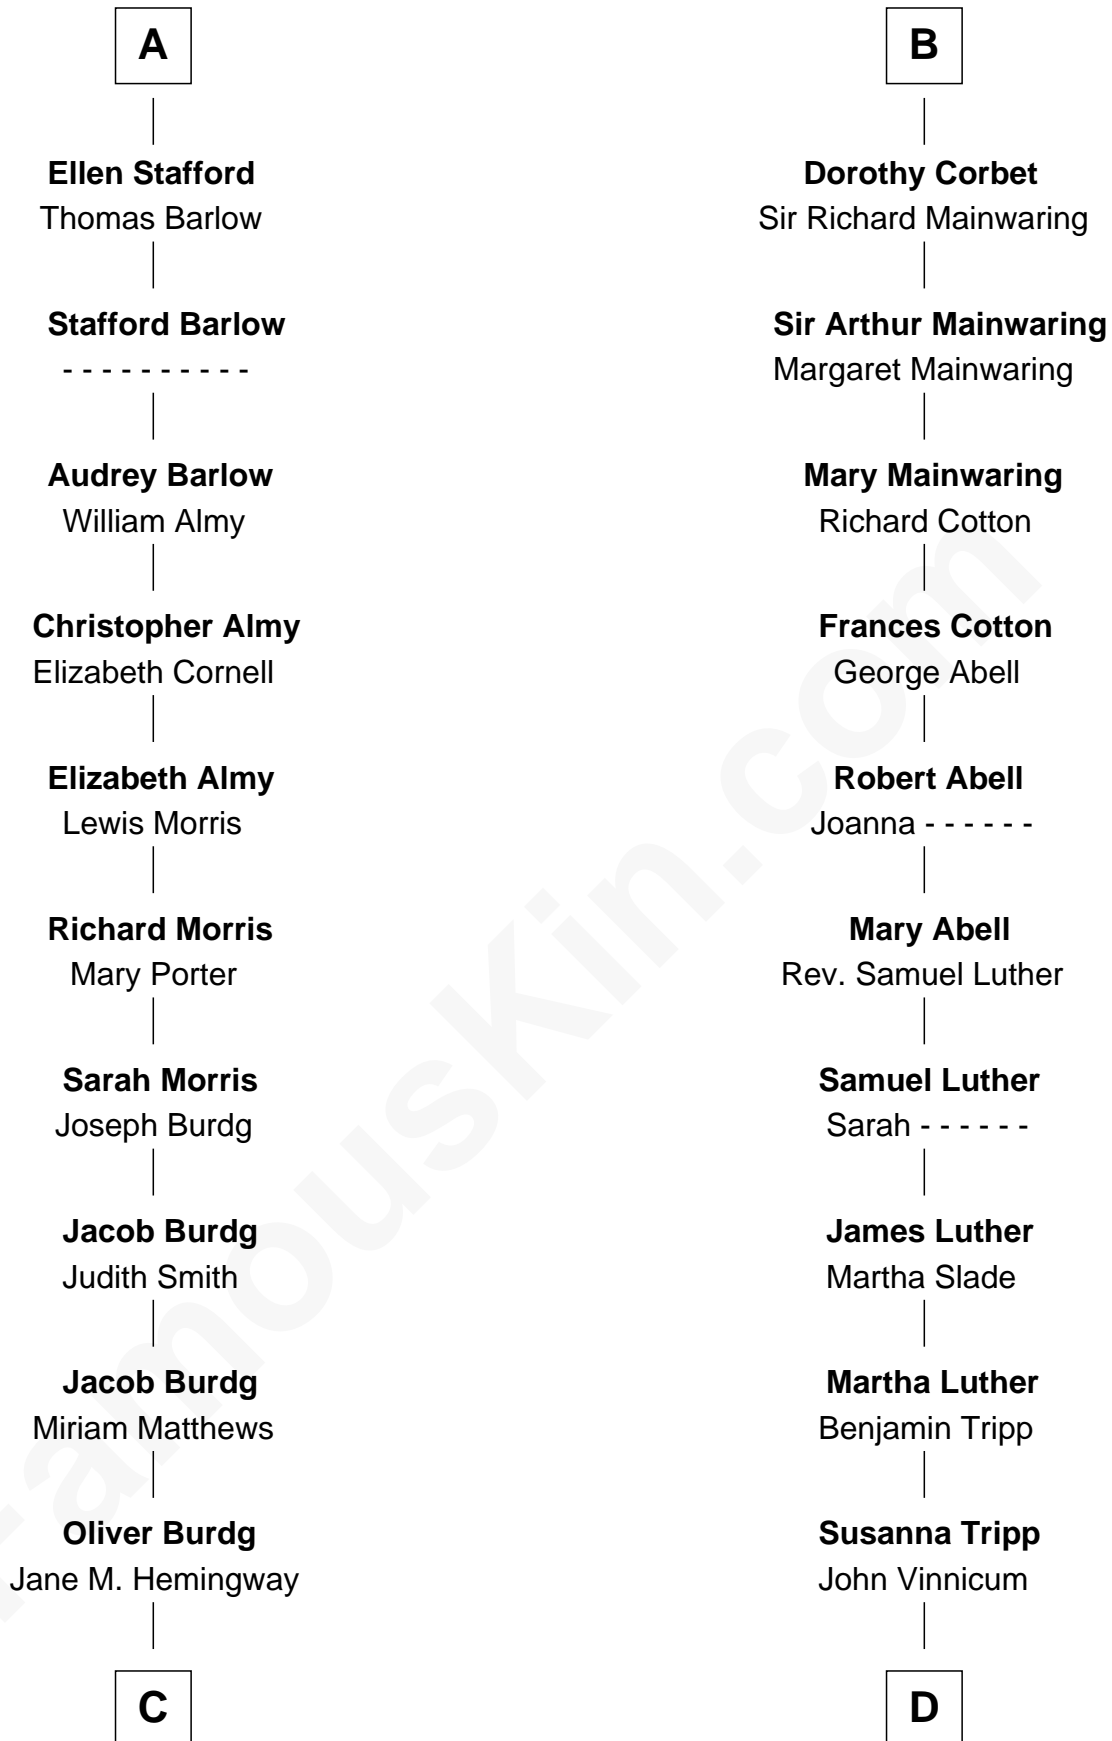 A
Ellen Stafford
Thomas Barlow
Stafford Barlow
- - - - - - - - - -
Audrey Barlow
William Almy
Christopher Almy
Elizabeth Cornell
Elizabeth Almy
Lewis Morris
Richard Morris
Mary Porter
Sarah Morris
Joseph Burdg
Jacob Burdg
Judith Smith
Jacob Burdg
Miriam Matthews
Oliver Burdg
Jane M. Hemingway
C
B
Dorothy Corbet
Sir Richard Mainwaring
Sir Arthur Mainwaring
Margaret Mainwaring
Mary Mainwaring
Richard Cotton
Frances Cotton
George Abell
Robert Abell
Joanna - - - - - -
Mary Abell
Rev. Samuel Luther
Samuel Luther
Sarah - - - - - -
James Luther
Martha Slade
Martha Luther
Benjamin Tripp
Susanna Tripp
John Vinnicum
D
FamousKin.com